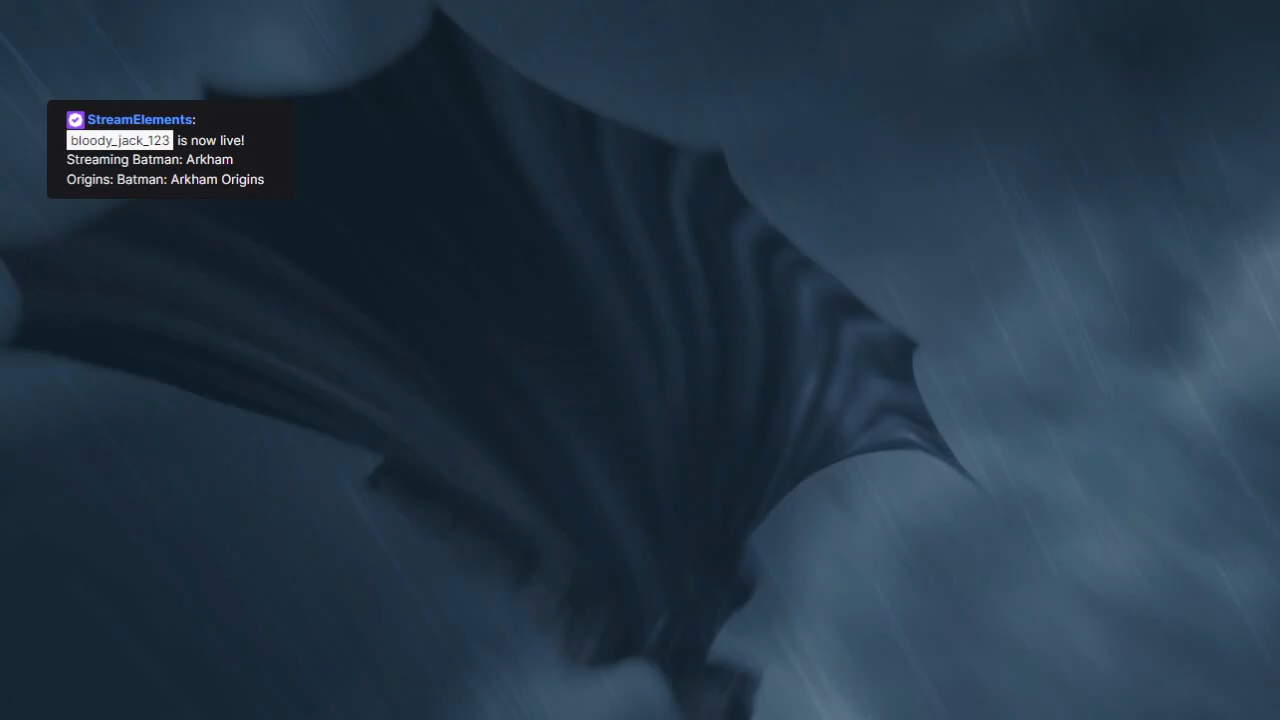 StreamElements:
bloody_jack_123 is now live!
Streaming Batman: Arkham
Origins: Batman: Arkham Origins